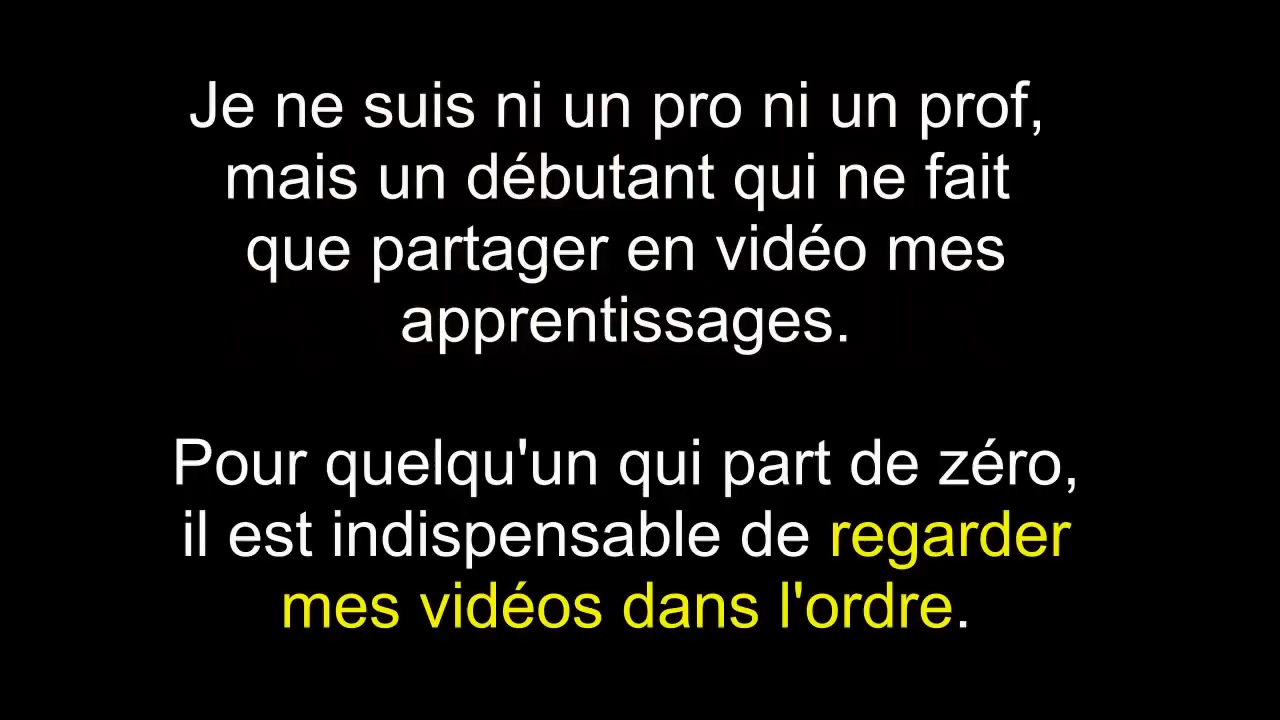 Je ne suis ni un pro ni un prof,
mais un débutant qui ne fait
que partager en vidéo mes
apprentissages.
Pour quelqu'un qui part de zéro,
il est indispensable de regarder
mes vidéos dans l'ordre.